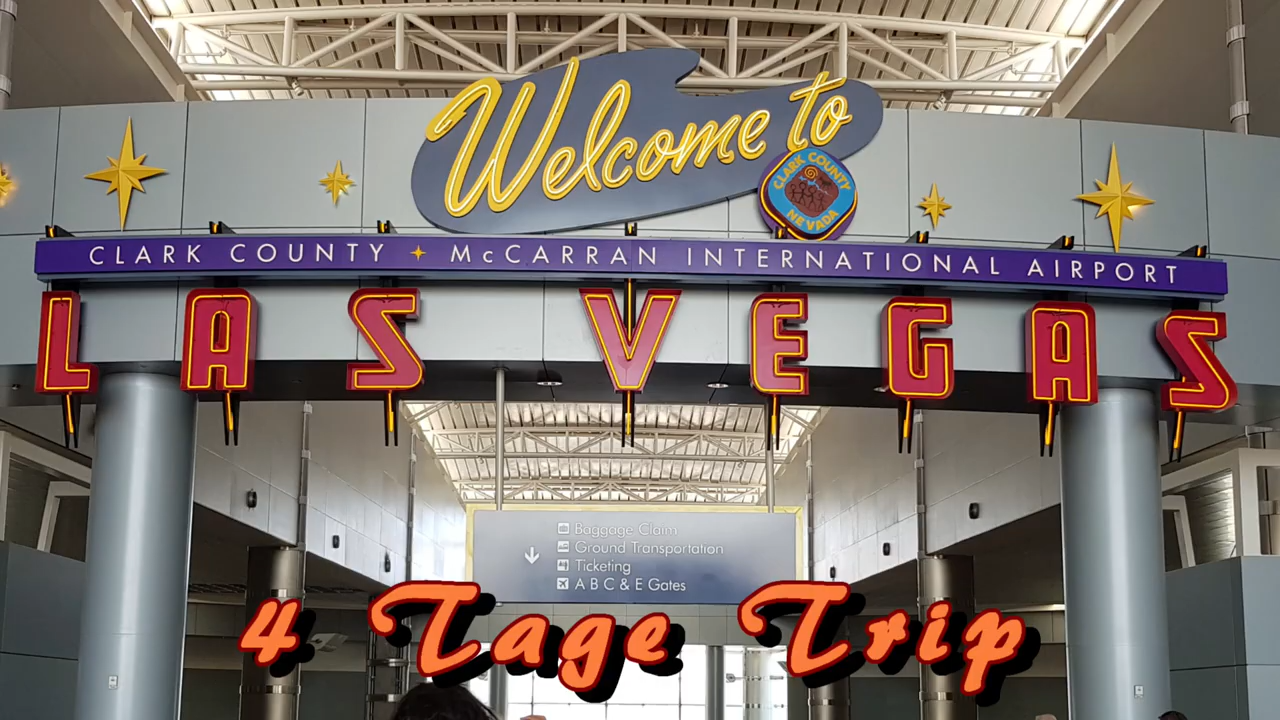 Welcome to
CLARK COUNTY
NEVADA
CLARK COUNTY McCARRAN INTERNATIONAL AIRPORT
LAS VEGAS
Baggage Claim
Ground Transportation
Ticketing
A B C & E Gates
4 Tage Trip